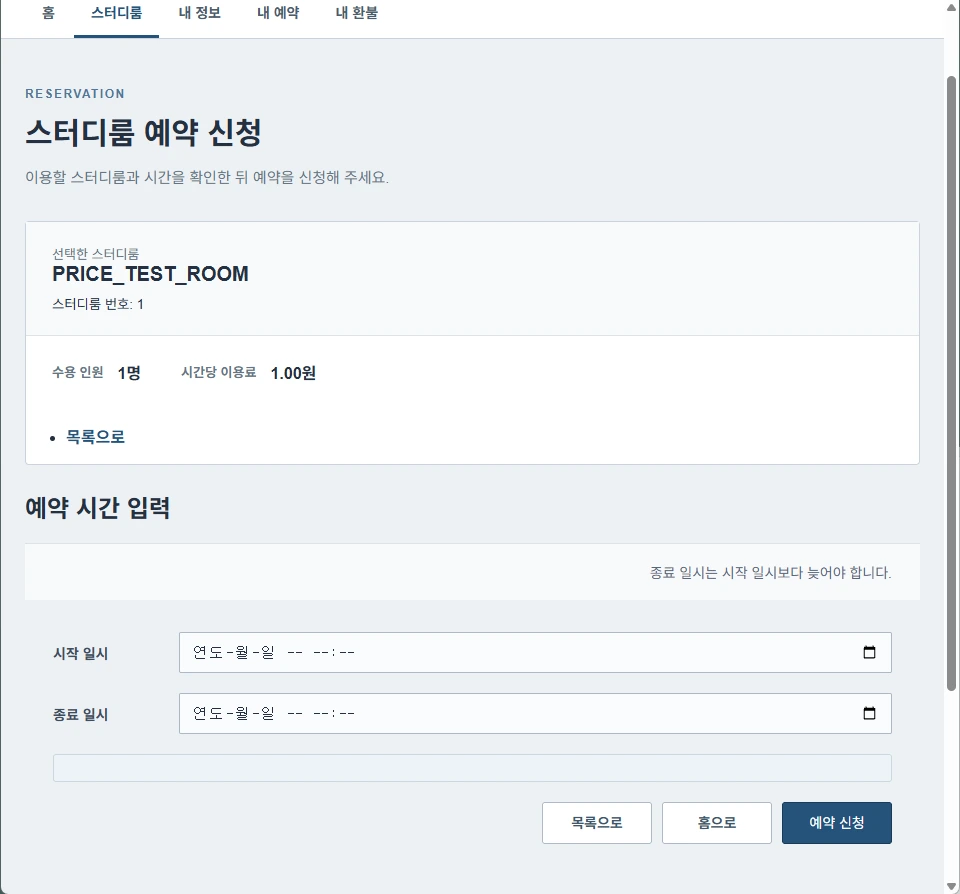 홈 스터디룸 내 정보 내 예약 내 환불
RESERVATION
스터디룸 예약 신청
이용할 스터디룸과 시간을 확인한 뒤 예약을 신청해 주세요.
선택한 스터디룸
PRICE_TEST_ROOM
스터디룸 번호: 1
수용 인원 1명 시간당 이용료 1.00원
• 목록으로
예약 시간 입력
종료 일시는 시작 일시보다 늦어야 합니다.
시작 일시 연도-월-일 -- --:--
종료 일시 연도-월-일 -- --:--
목록으로 홈으로 예약 신청